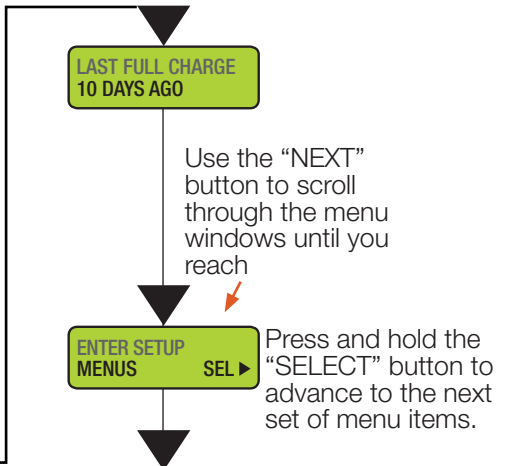 LAST FULL CHARGE
10 DAYS AGO
Use the “NEXT”
button to scroll
through the menu
windows until you
reach
ENTER SETUP
MENUS SEL ▶
Press and hold the
“SELECT” button to
advance to the next
set of menu items.